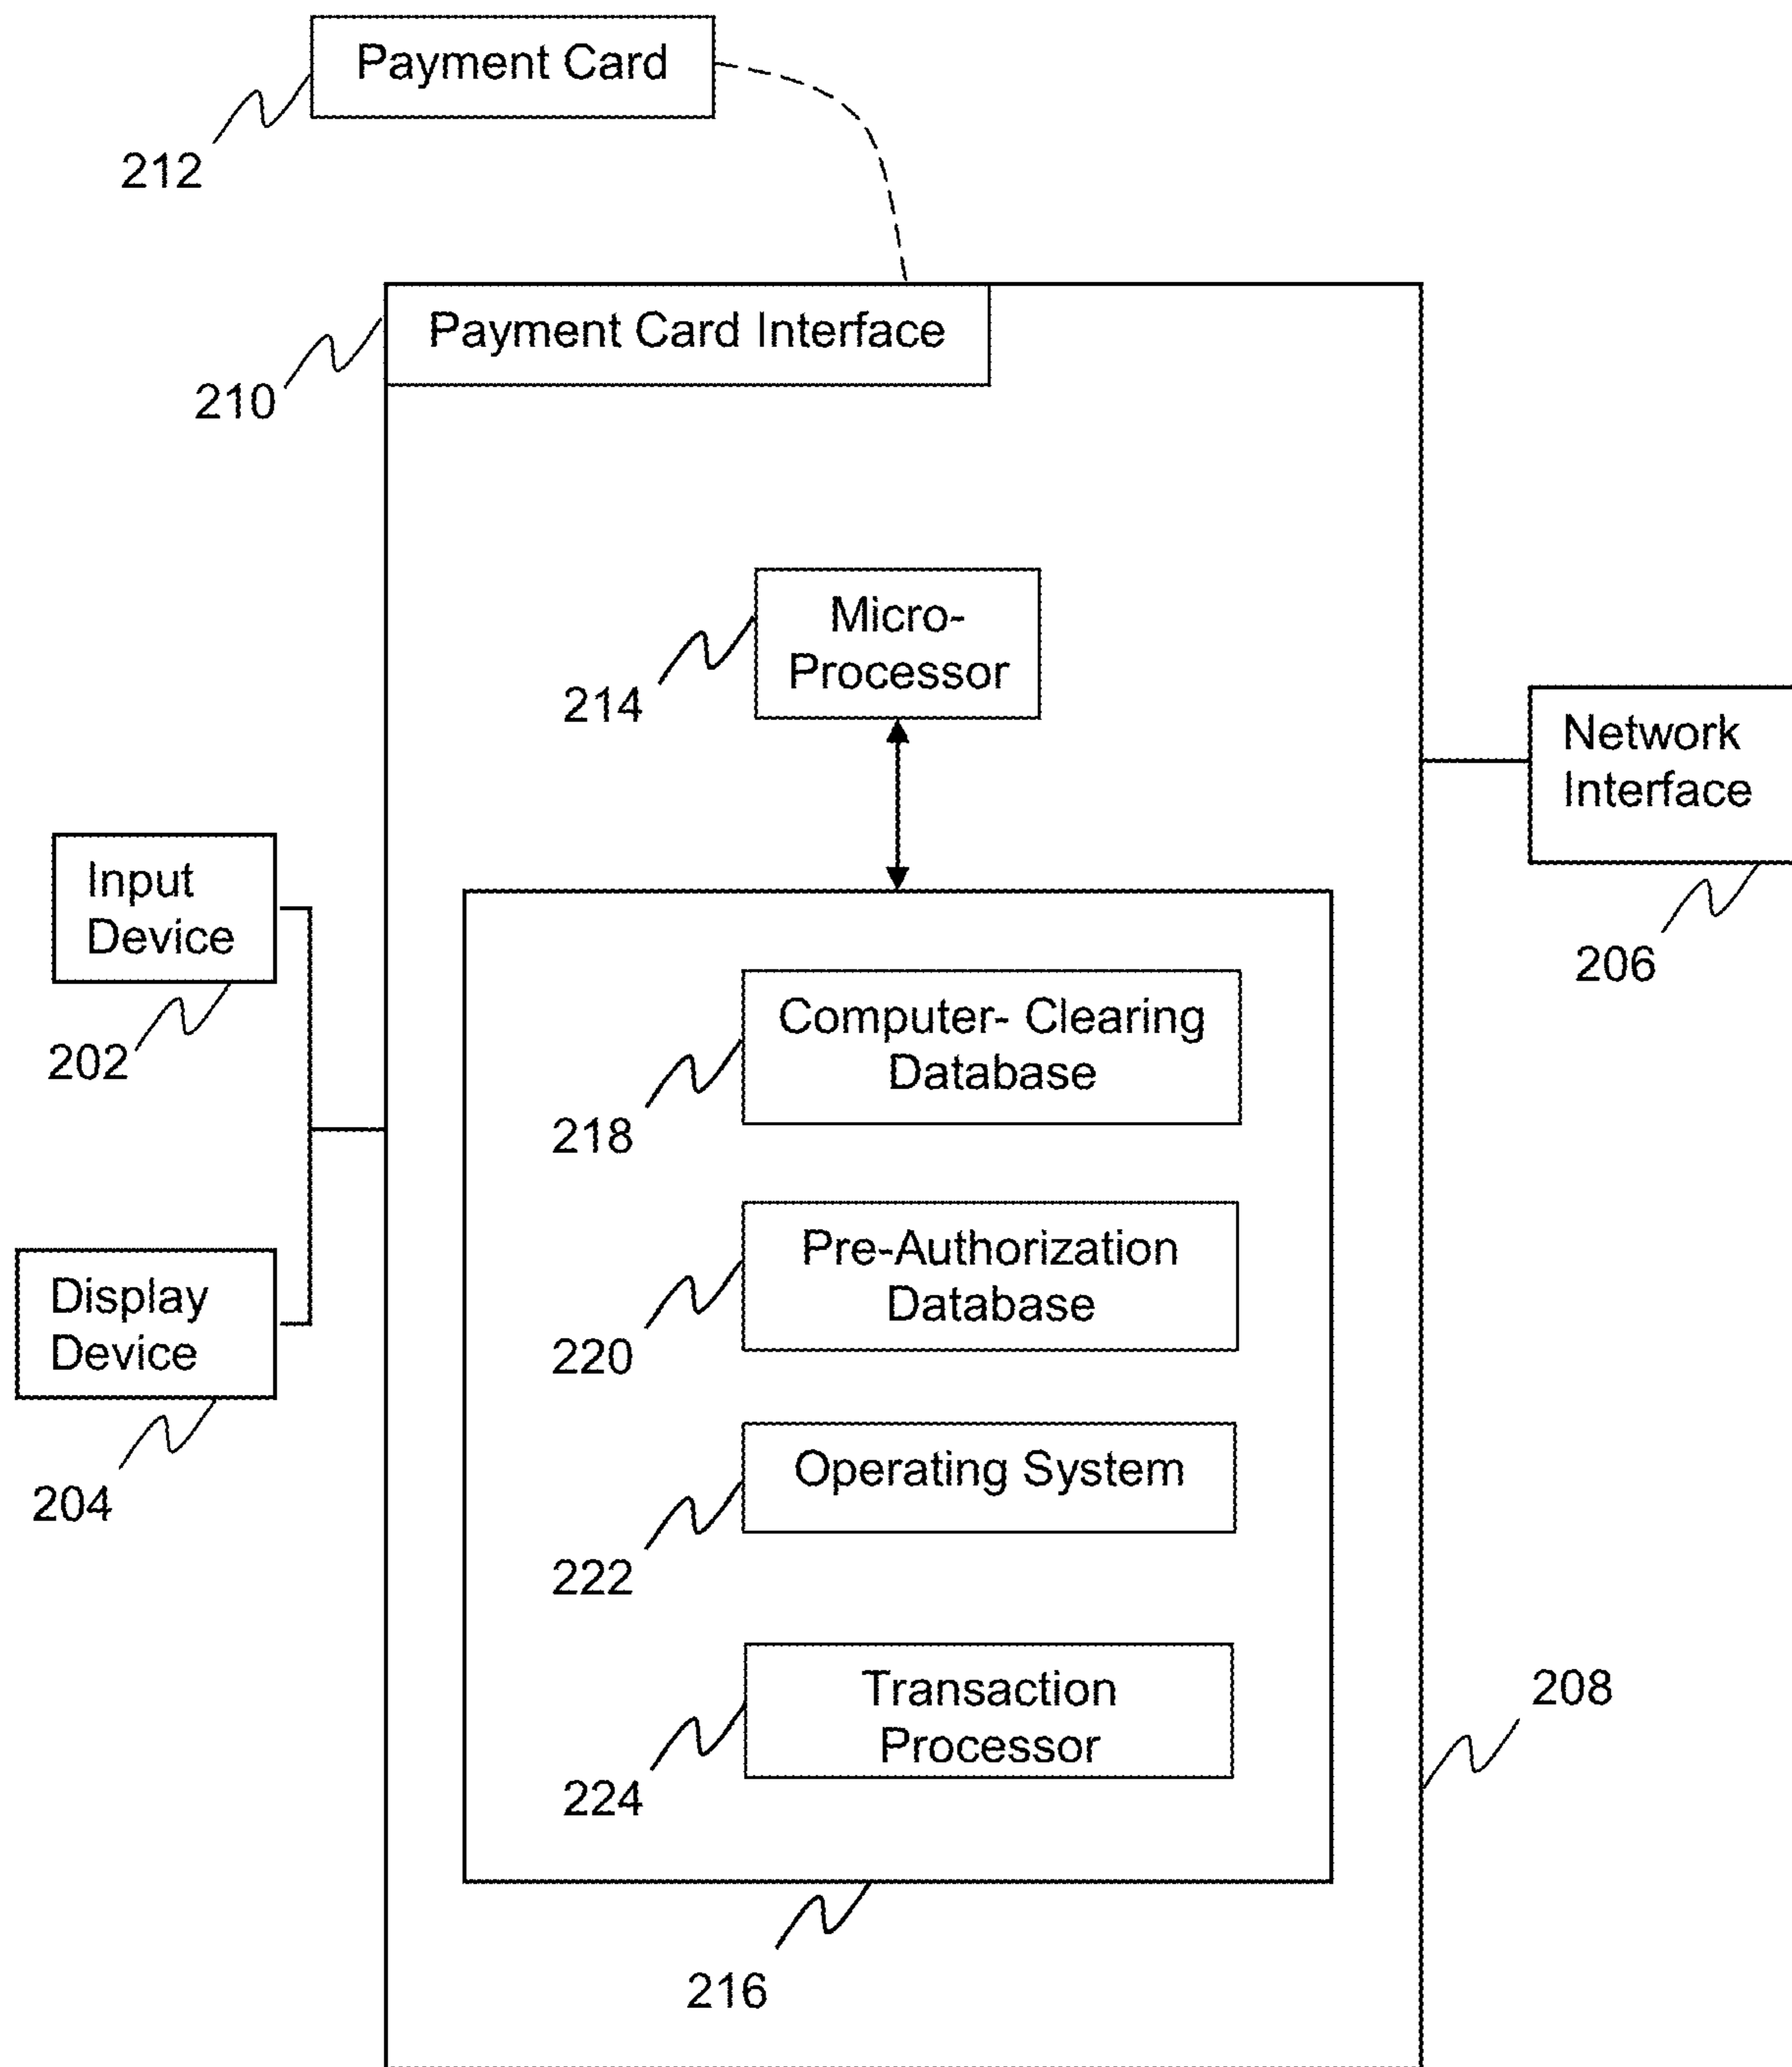 Payment Card
212
Payment Card Interface
210
Micro-
Processor
214
Network
Interface
206
Input
Device
202
Computer- Clearing
Database
218
Pre-Authorization
Database
220
Display
Device
204
Operating System
222
Transaction
Processor
224
208
216